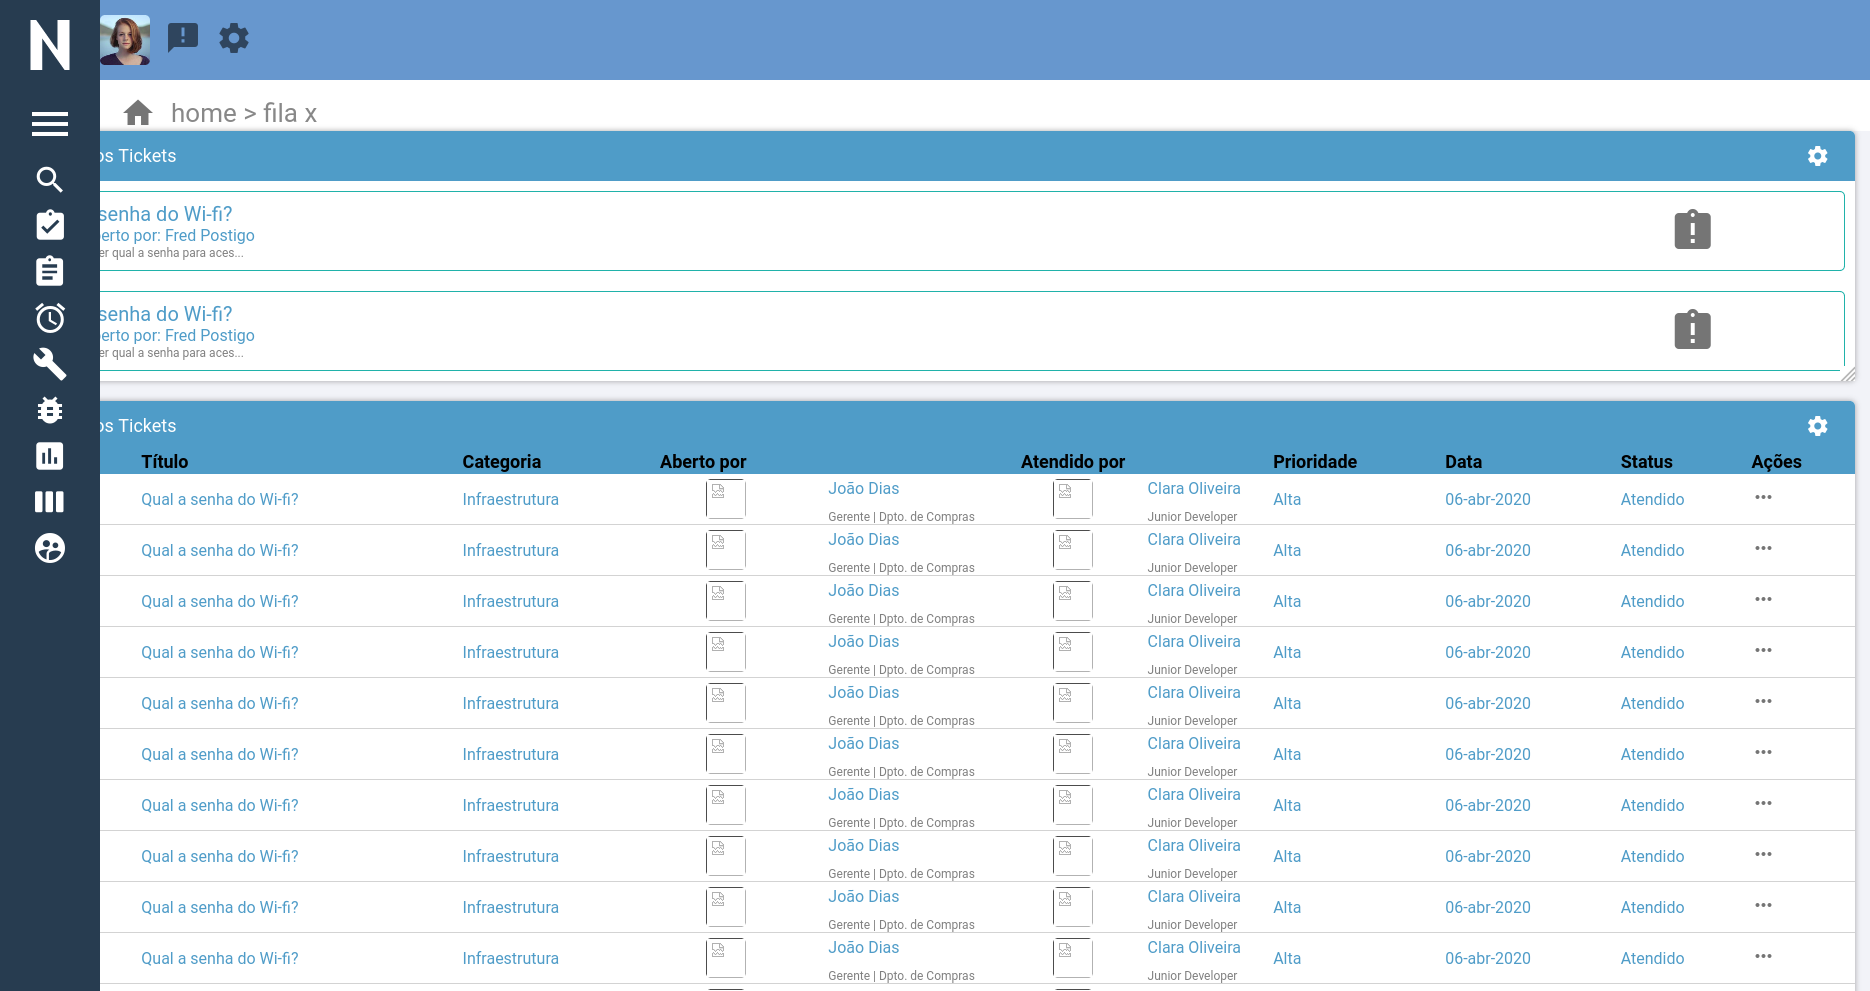 N
home > fila x
os Tickets
senha do Wi-fi?
berto por: Fred Postigo
er qual a senha para aces...
senha do Wi-fi?
berto por: Fred Postigo
er qual a senha para aces...
os Tickets
Título Categoria Aberto por Atendido por Prioridade Data Status Ações
Qual a senha do Wi-fi? Infraestrutura João Dias Clara Oliveira Alta 06-abr-2020 Atendido
Gerente | Dpto. de Compras Junior Developer
Qual a senha do Wi-fi? Infraestrutura João Dias Clara Oliveira Alta 06-abr-2020 Atendido
Gerente | Dpto. de Compras Junior Developer
Qual a senha do Wi-fi? Infraestrutura João Dias Clara Oliveira Alta 06-abr-2020 Atendido
Gerente | Dpto. de Compras Junior Developer
Qual a senha do Wi-fi? Infraestrutura João Dias Clara Oliveira Alta 06-abr-2020 Atendido
Gerente | Dpto. de Compras Junior Developer
Qual a senha do Wi-fi? Infraestrutura João Dias Clara Oliveira Alta 06-abr-2020 Atendido
Gerente | Dpto. de Compras Junior Developer
Qual a senha do Wi-fi? Infraestrutura João Dias Clara Oliveira Alta 06-abr-2020 Atendido
Gerente | Dpto. de Compras Junior Developer
Qual a senha do Wi-fi? Infraestrutura João Dias Clara Oliveira Alta 06-abr-2020 Atendido
Gerente | Dpto. de Compras Junior Developer
Qual a senha do Wi-fi? Infraestrutura João Dias Clara Oliveira Alta 06-abr-2020 Atendido
Gerente | Dpto. de Compras Junior Developer
Qual a senha do Wi-fi? Infraestrutura João Dias Clara Oliveira Alta 06-abr-2020 Atendido
Gerente | Dpto. de Compras Junior Developer
Qual a senha do Wi-fi? Infraestrutura João Dias Clara Oliveira Alta 06-abr-2020 Atendido
Gerente | Dpto. de Compras Junior Developer